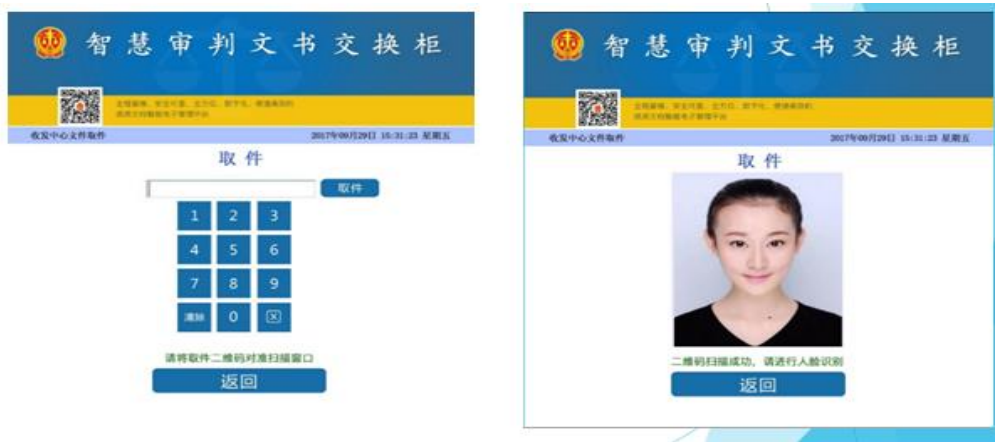 智慧审判文书交换柜
收发中心文件取件
2017年09月29日 15:31:23 星期五
取件
取件
1 2 3
4 5 6
7 8 9
清除 0
请将取件二维码对准扫描窗口
返回
智慧审判文书交换柜
收发中心文件取件
2017年09月29日 15:31:23 星期五
取件
二维码扫描成功，请进行人脸识别
返回